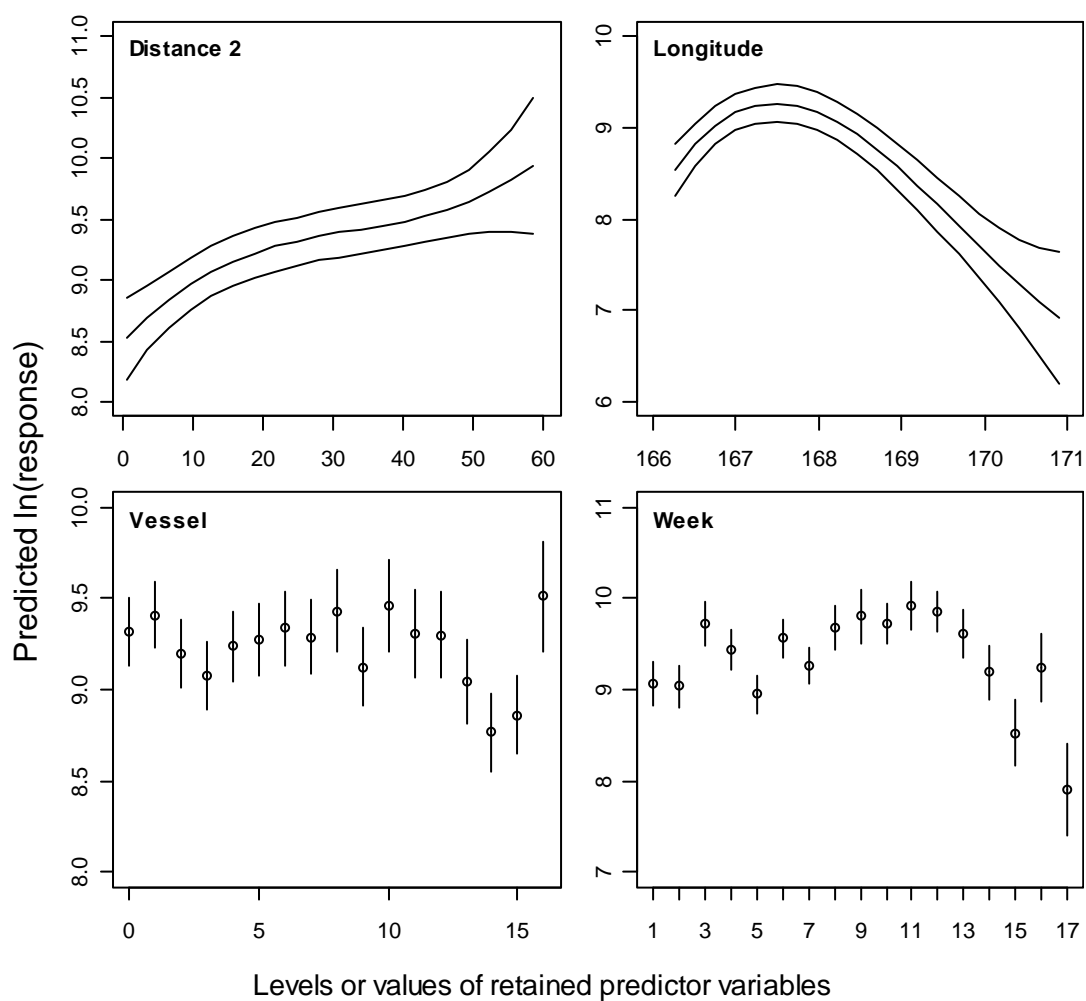 Distance 2
11.0
10.5
10.0
9.5
9.0
8.5
8.0
0 10 20 30 40 50 60
Longitude
10
9
8
7
6
166 167 168 169 170 171
Vessel
10.0
9.5
9.0
8.5
8.0
0 5 10 15
Week
11
10
9
8
7
1 3 5 7 9 11 13 15 17
Predicted ln(response)
Levels or values of retained predictor variables